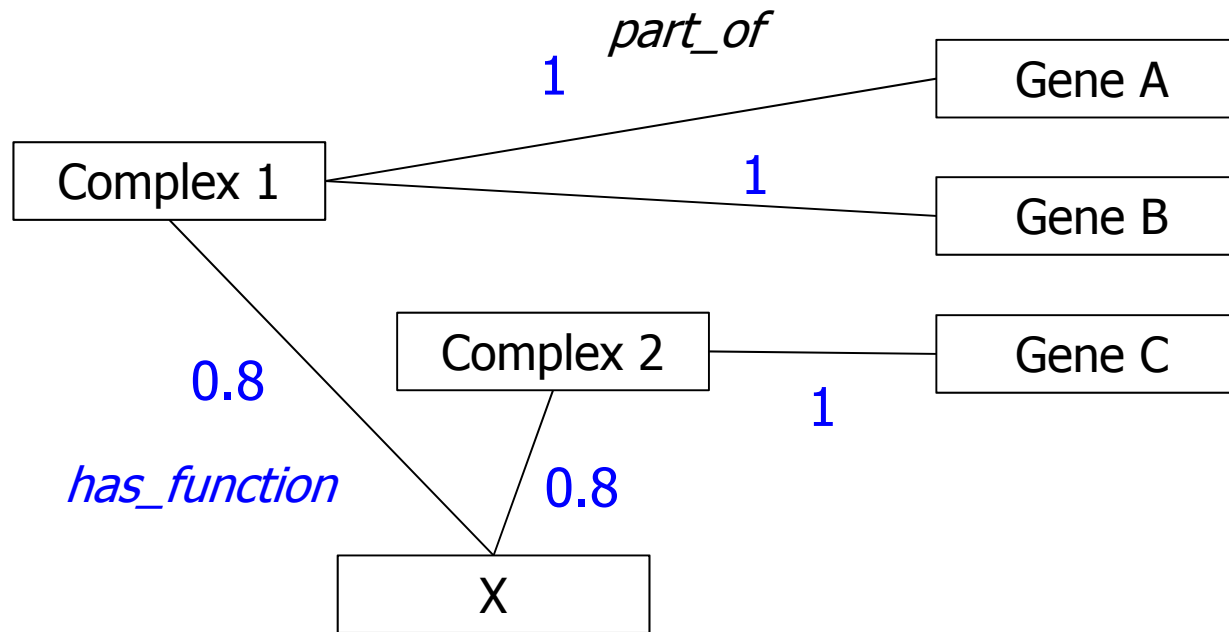 part_of
1
Gene A
Complex 1
1
Gene B
Complex 2
Gene C
0.8
1
has_function
0.8
X